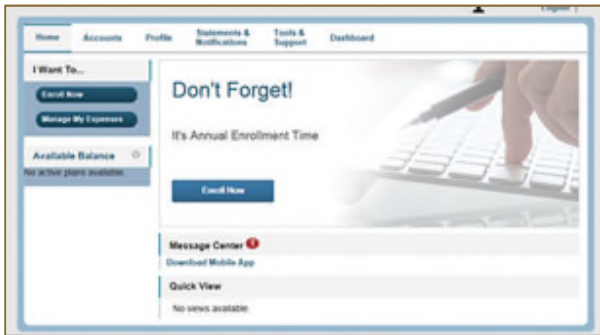 Logout
Home Accounts Profile Statements & Notifications Tools & Support Dashboard
I Want To...
Enroll Now
Manage My Expenses
Available Balance
No active plans available.
Don't Forget!
It's Annual Enrollment Time
Enroll Now
Message Center
Download Mobile App
Quick View
No views available